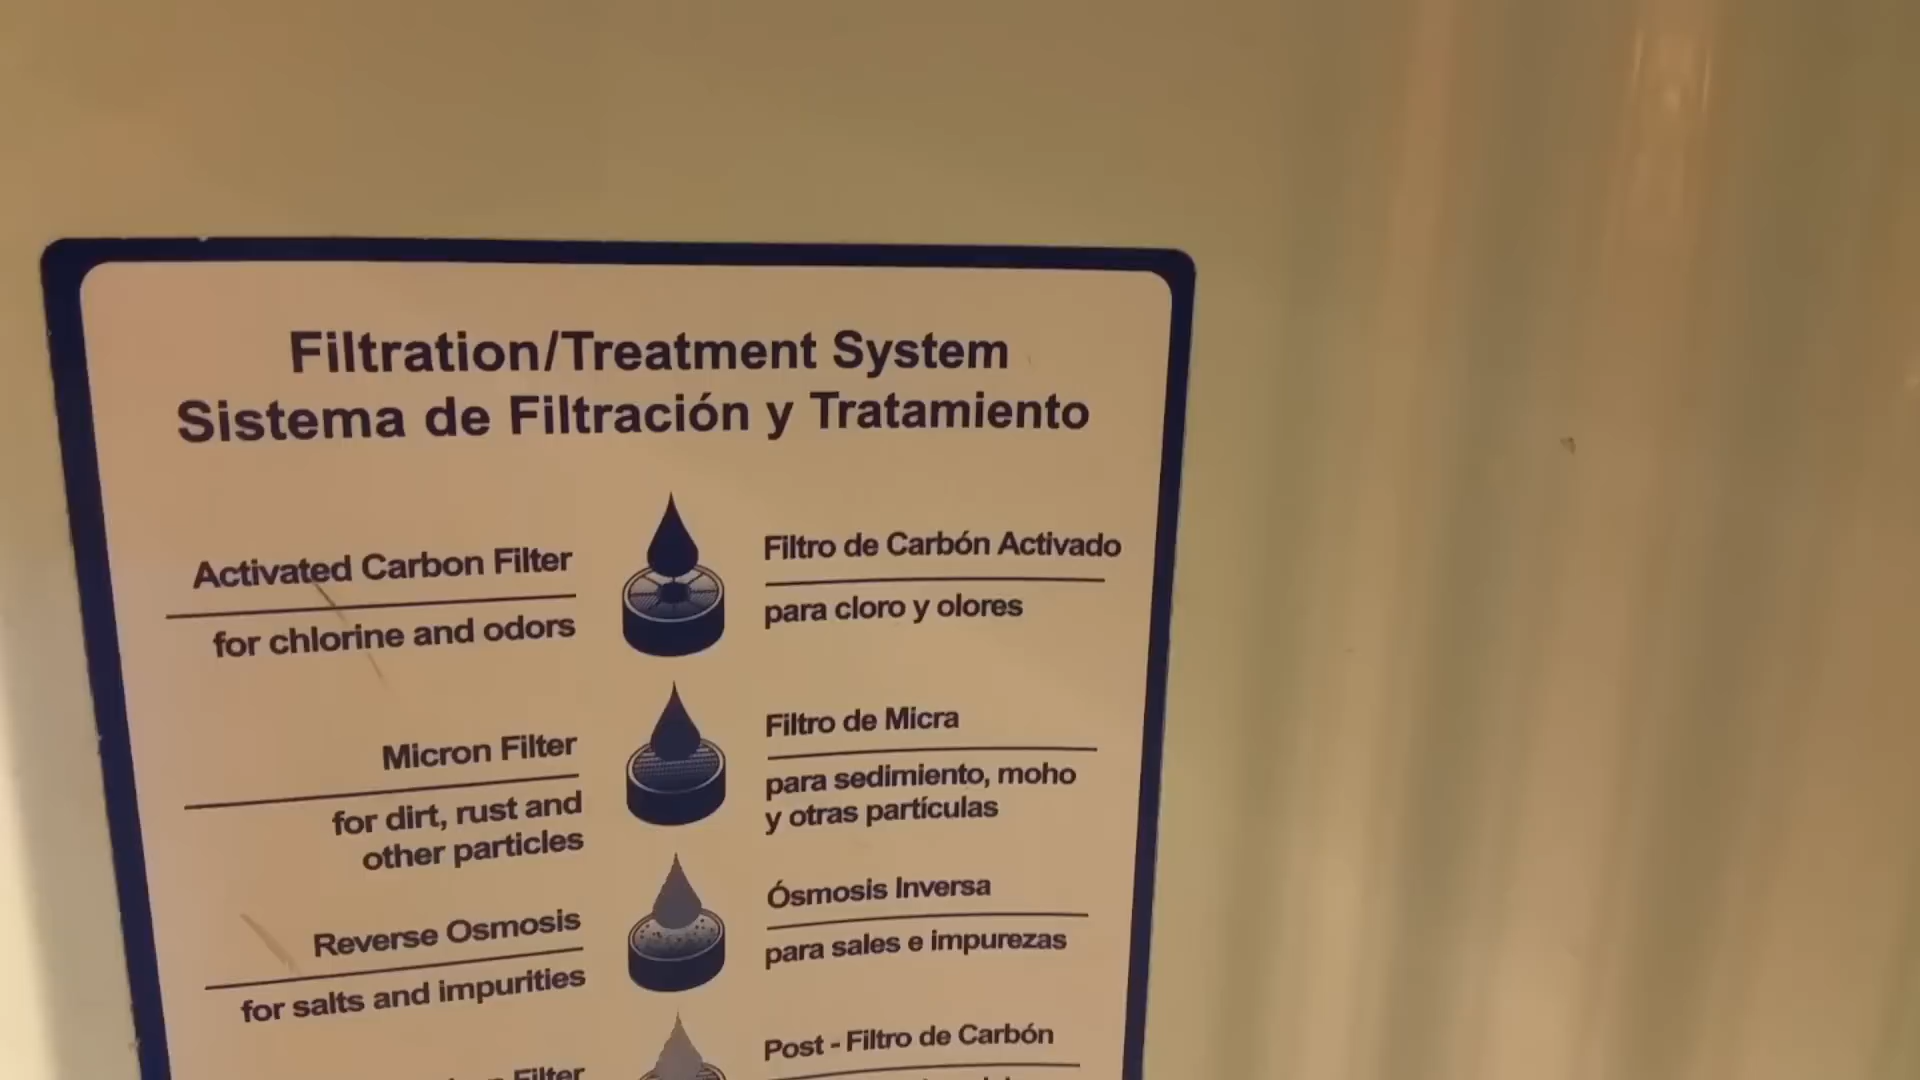 Filtration/Treatment System
Sistema de Filtración y Tratamiento
Activated Carbon Filter
for chlorine and odors
Filtro de Carbón Activado
para cloro y olores
Micron Filter
for dirt, rust and
other particles
Filtro de Micra
para sedimiento, moho
y otras partículas
Reverse Osmosis
for salts and impurities
Ósmosis Inversa
para sales e impurezas
Filter
Post - Filtro de Carbón